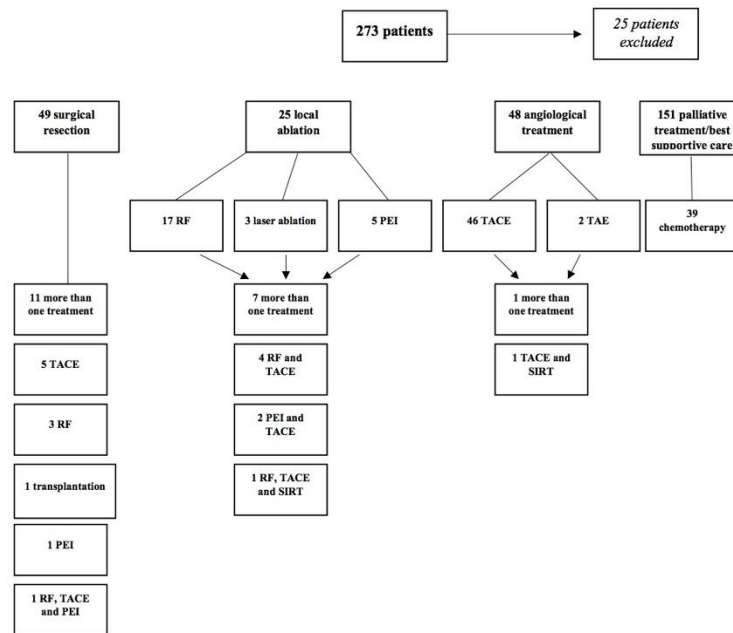 273 patients
25 patients
excluded
49 surgical
resection
25 local
ablation
48 angiological
treatment
151 palliative
treatment/best
supportive care
17 RF
3 laser ablation
5 PEI
46 TACE
2 TAE
39
chemotherapy
11 more than
one treatment
7 more than
one treatment
1 more than
one treatment
5 TACE
4 RF and
TACE
1 TACE and
SIRT
3 RF
2 PEI and
TACE
1 transplantation
1 RF, TACE
and SIRT
1 PEI
1 RF, TACE
and PEI